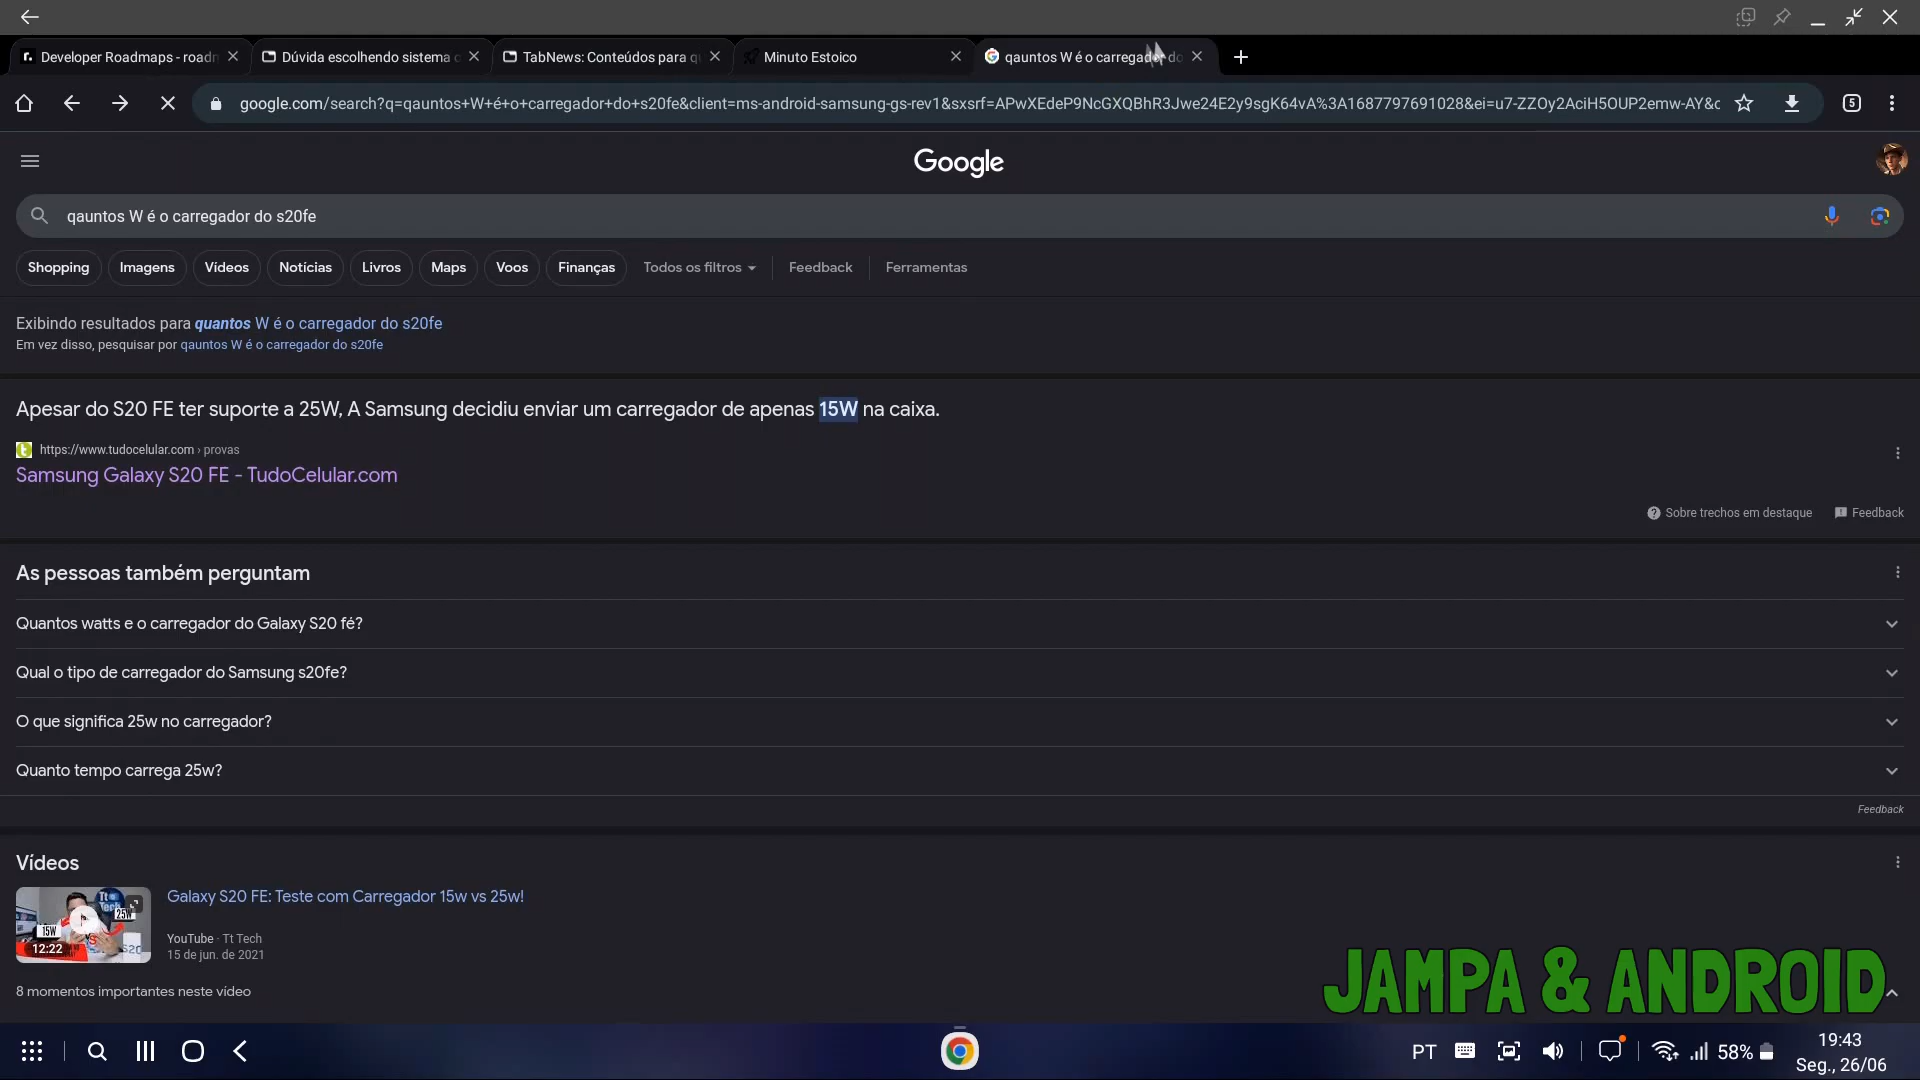 Developer Roadmaps - roadm
Dúvida escolhendo sistema o
TabNews: Conteúdos para q
Minuto Estoico
qauntos W é o carregador do
google.com/search?q=qauntos+W+é+o+carregador+do+s20fe&client=ms-android-samsung-gs-rev1&sxsrf=APwXEdeP9NcGXQBhR3Jwe24E2y9sgK64vA%3A1687797691028&ei=u7-ZZOy2AciH5OUP2emw-AY&c
5
Google
qauntos W é o carregador do s20fe
Shopping
Imagens
Vídeos
Notícias
Livros
Maps
Voos
Finanças
Todos os filtros
Feedback
Ferramentas
Exibindo resultados para quantos W é o carregador do s20fe
Em vez disso, pesquisar por qauntos W é o carregador do s20fe
Apesar do S20 FE ter suporte a 25W, A Samsung decidiu enviar um carregador de apenas 15W na caixa.
https://www.tudocelular.com › provas
Samsung Galaxy S20 FE - TudoCelular.com
Sobre trechos em destaque
Feedback
As pessoas também perguntam
Quantos watts e o carregador do Galaxy S20 fé?
Qual o tipo de carregador do Samsung s20fe?
O que significa 25w no carregador?
Quanto tempo carrega 25w?
Feedback
Vídeos
Galaxy S20 FE: Teste com Carregador 15w vs 25w!
25W
15W
12:22
YouTube · Tt Tech
15 de jun. de 2021
8 momentos importantes neste vídeo
JAMPA & ANDROID
PT
58%
19:43
Seg., 26/06